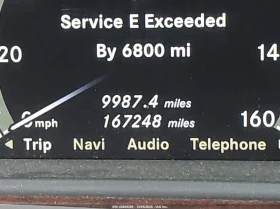 Service E Exceeded
By 6800 mi
20
14
9987.4 miles
167248 miles
mph
160
Trip Navi Audio Telephone